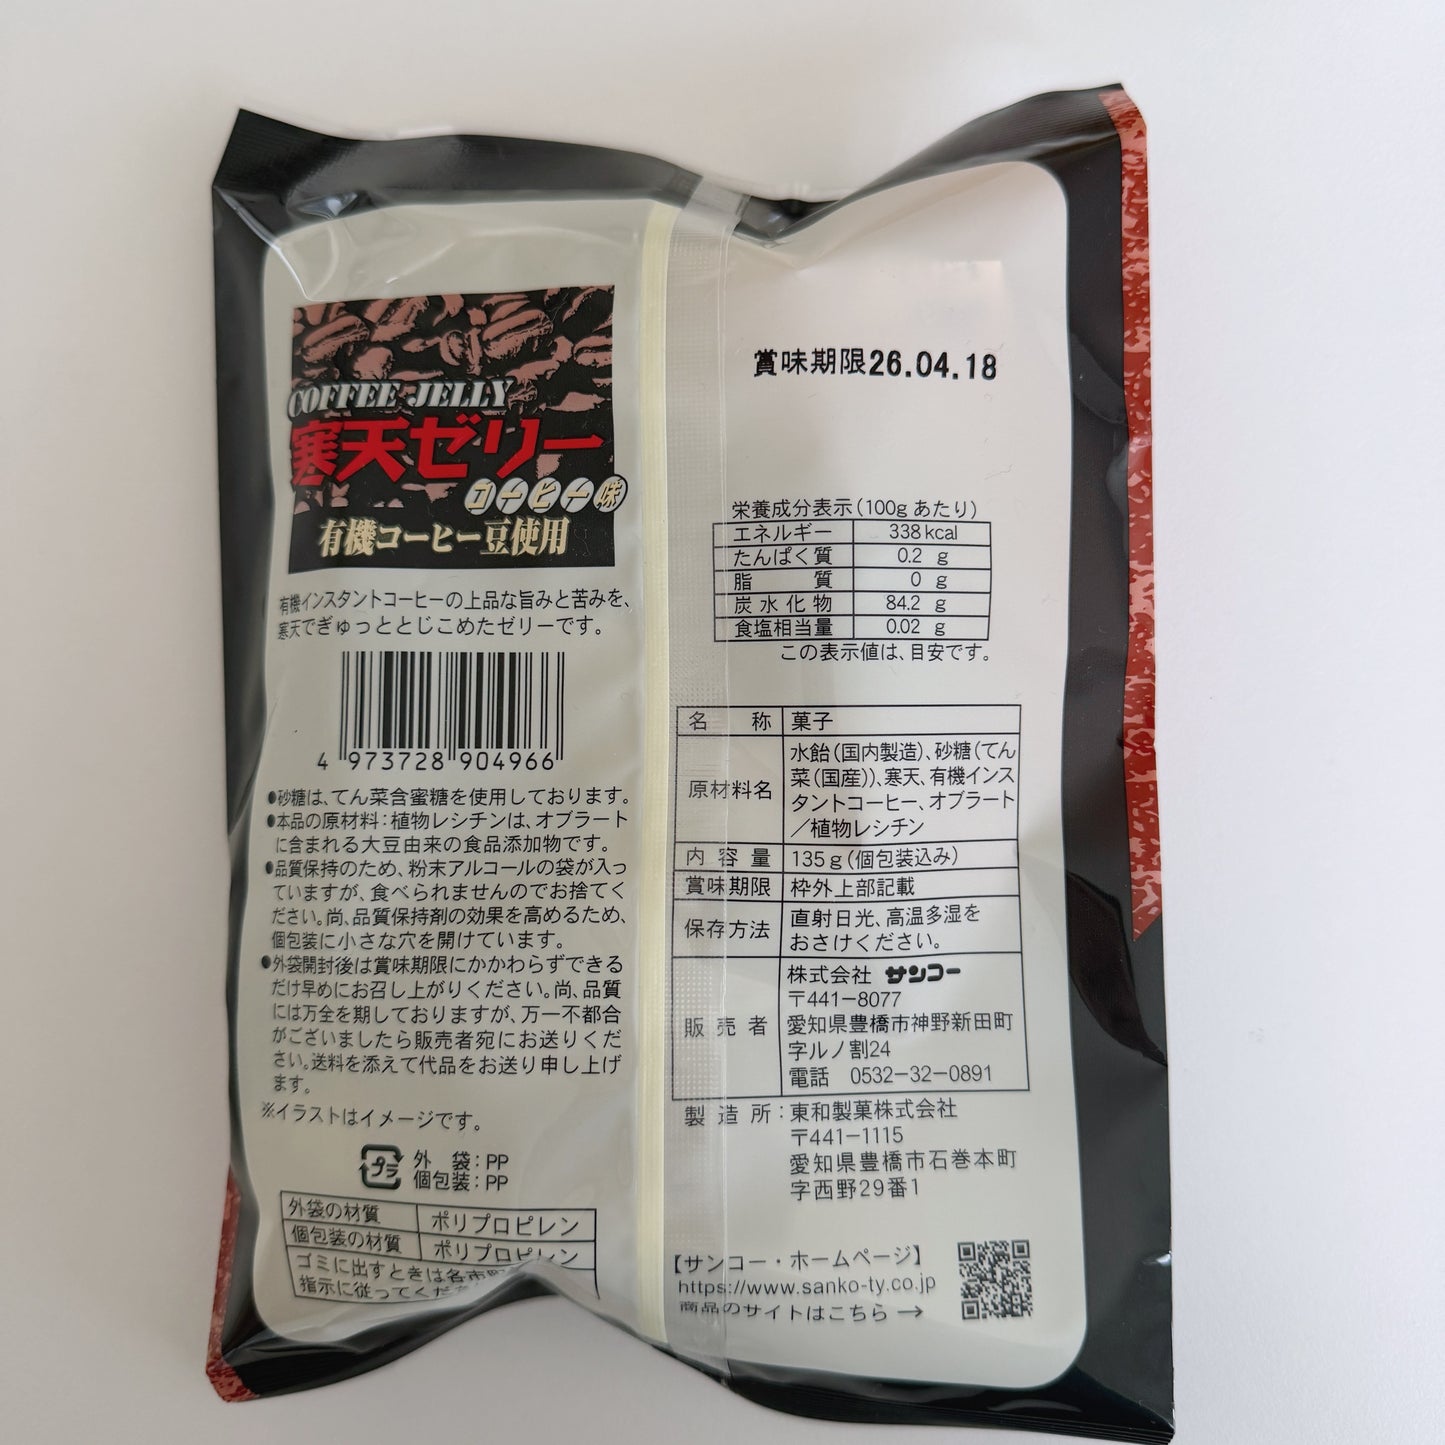 COFFEE JELLY
寒天ゼリー
コーヒー味
有機コーヒー豆使用
有機インスタントコーヒーの上品な旨みと苦みを、
寒天でぎゅっととじこめたゼリーです。
4 973728 904966
●砂糖は、てん菜含蜜糖を使用しております。
●本品の原材料:植物レシチンは、オブラート
に含まれる大豆由来の食品添加物です。
●品質保持のため、粉末アルコールの袋が入っ
ていますが、食べられませんのでお捨てく
ださい。尚、品質保持剤の効果を高めるため、
個包装に小さな穴を開けています。
●外袋開封後は賞味期限にかかわらずできる
だけ早めにお召し上がりください。尚、品質
には万全を期しておりますが、万一不都合
がございましたら販売者宛にお送りくだ
さい。送料を添えて代品をお送り申し上げ
ます。
※イラストはイメージです。
プラ
外 袋:PP
個包装:PP
外袋の材質 ポリプロピレン
個包装の材質 ポリプロピレン
ゴミに出すときは各市町
指示に従ってくだ
賞味期限26.04.18
栄養成分表示(100gあたり)
エネルギー 338kcal
たんぱく質 0.2 g
脂 質 0 g
炭水化物 84.2 g
食塩相当量 0.02 g
この表示値は、目安です。
名 称 菓子
原材料名 水飴(国内製造)、砂糖(てん
菜(国産))、寒天、有機インス
タントコーヒー、オブラート
/植物レシチン
内容量 135g(個包装込み)
賞味期限 枠外上部記載
保存方法 直射日光、高温多湿を
おさけください。
販売者 株式会社 サンコー
〒441-8077
愛知県豊橋市神野新田町
字ルノ割24
電話 0532-32-0891
製造所:東和製菓株式会社
〒441-1115
愛知県豊橋市石巻本町
字西野29番1
【サンコー・ホームページ】
https://www.sanko-ty.co.jp
商品のサイトはこちら→